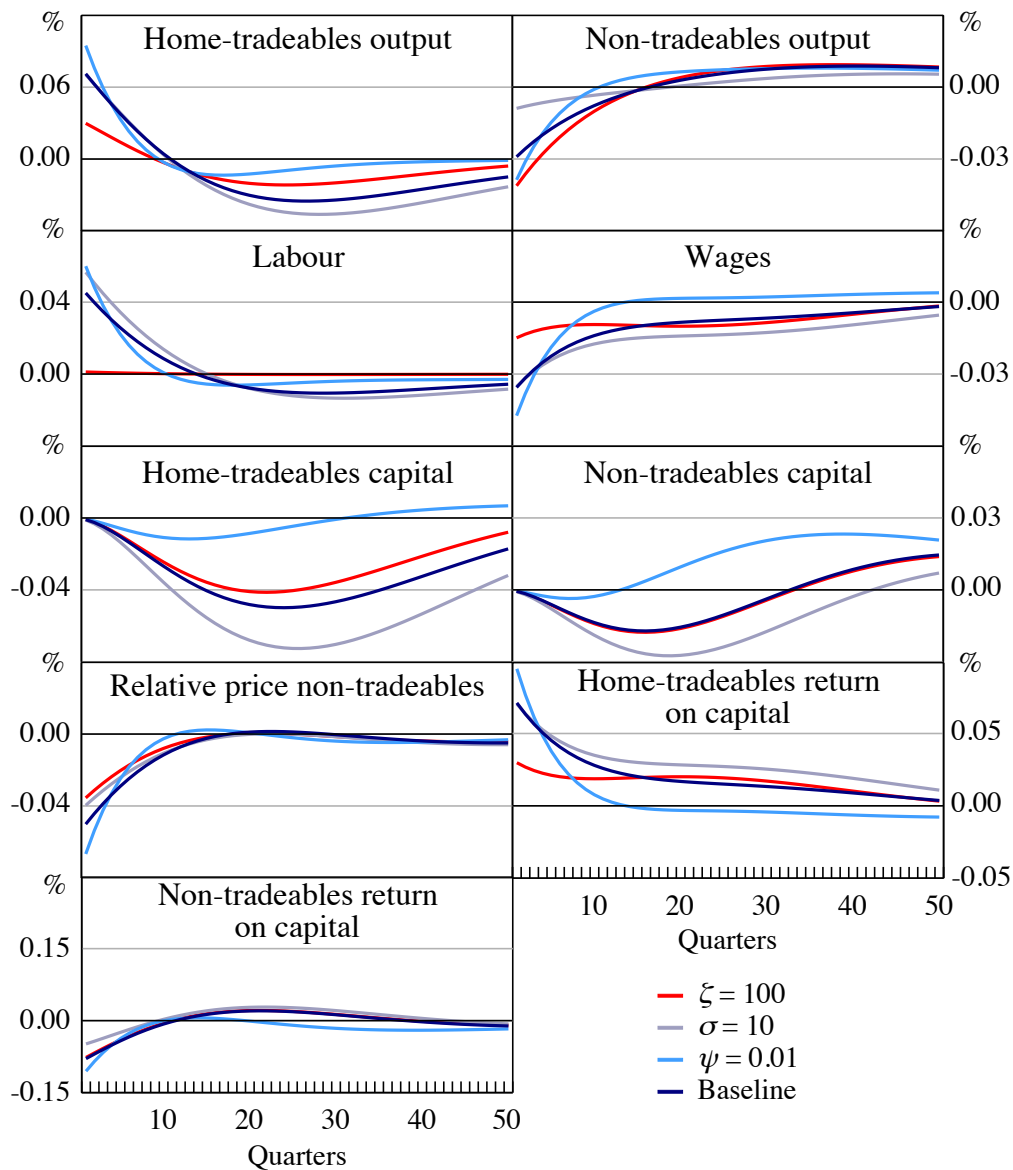 % %
Home-tradeables output Non-tradeables output
0.06 0.00
0.00 -0.03
% %
Labour Wages
0.04 0.00
0.00 -0.03
% %
Home-tradeables capital Non-tradeables capital
0.00 0.03
-0.04 0.00
% %
Relative price non-tradeables Home-tradeables return
on capital
0.00 0.05
-0.04 0.00
% -0.05
Non-tradeables return 10 20 30 40 50
on capital Quarters
0.15
ζ = 100
0.00 σ = 10
ψ = 0.01
-0.15 Baseline
10 20 30 40 50
Quarters